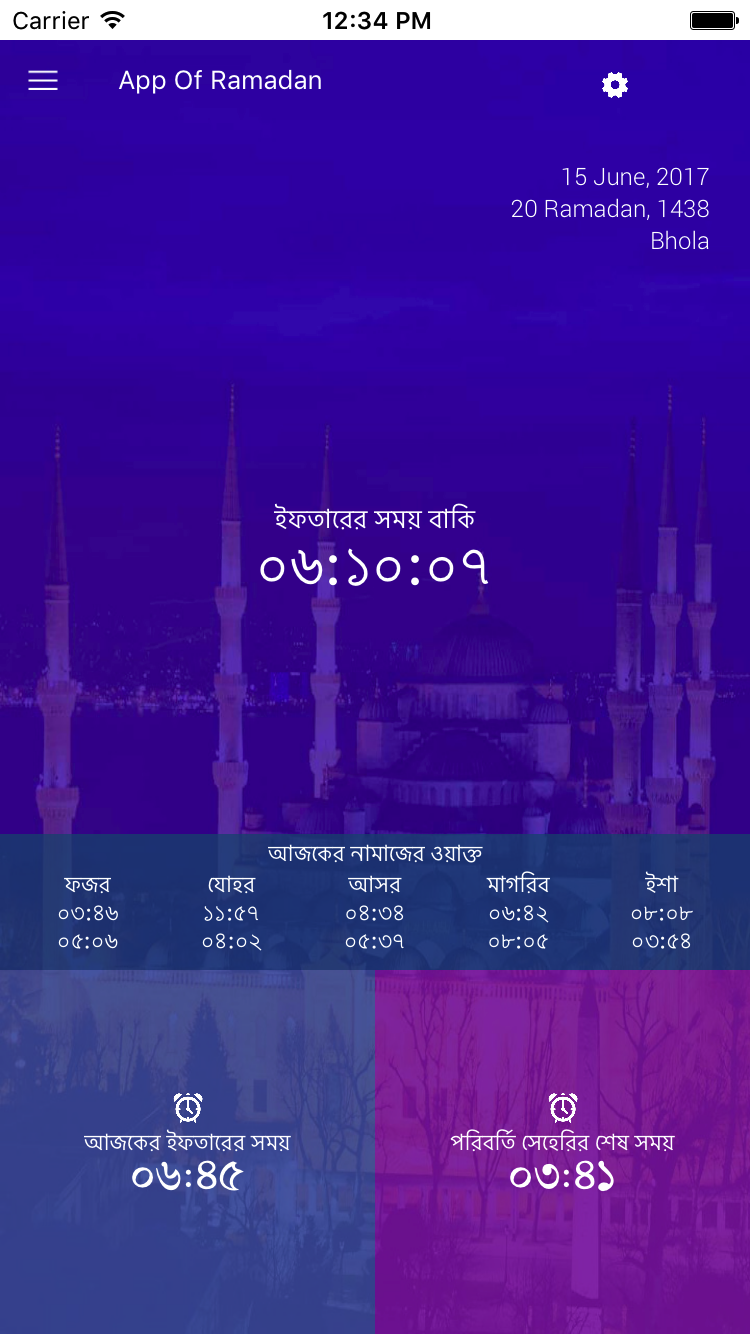 Carrier 12:34 PM
App Of Ramadan
15 June, 2017
20 Ramadan, 1438
Bhola
ইফতারের সময় বাকি
০৬:১০:০৭
আজকের নামাজের ওয়াক্ত
ফজর যোহর আসর মাগরিব ইশা
০৩:৪৬ ১১:৫৭ ০৪:৩৪ ০৬:৪২ ০৮:০৮
০৫:০৬ ০৪:০২ ০৫:৩৭ ০৮:০৫ ০৩:৫৪
আজকের ইফতারের সময়
০৬:৪৫
পরিবর্তি সেহেরির শেষ সময়
০৩:৪১